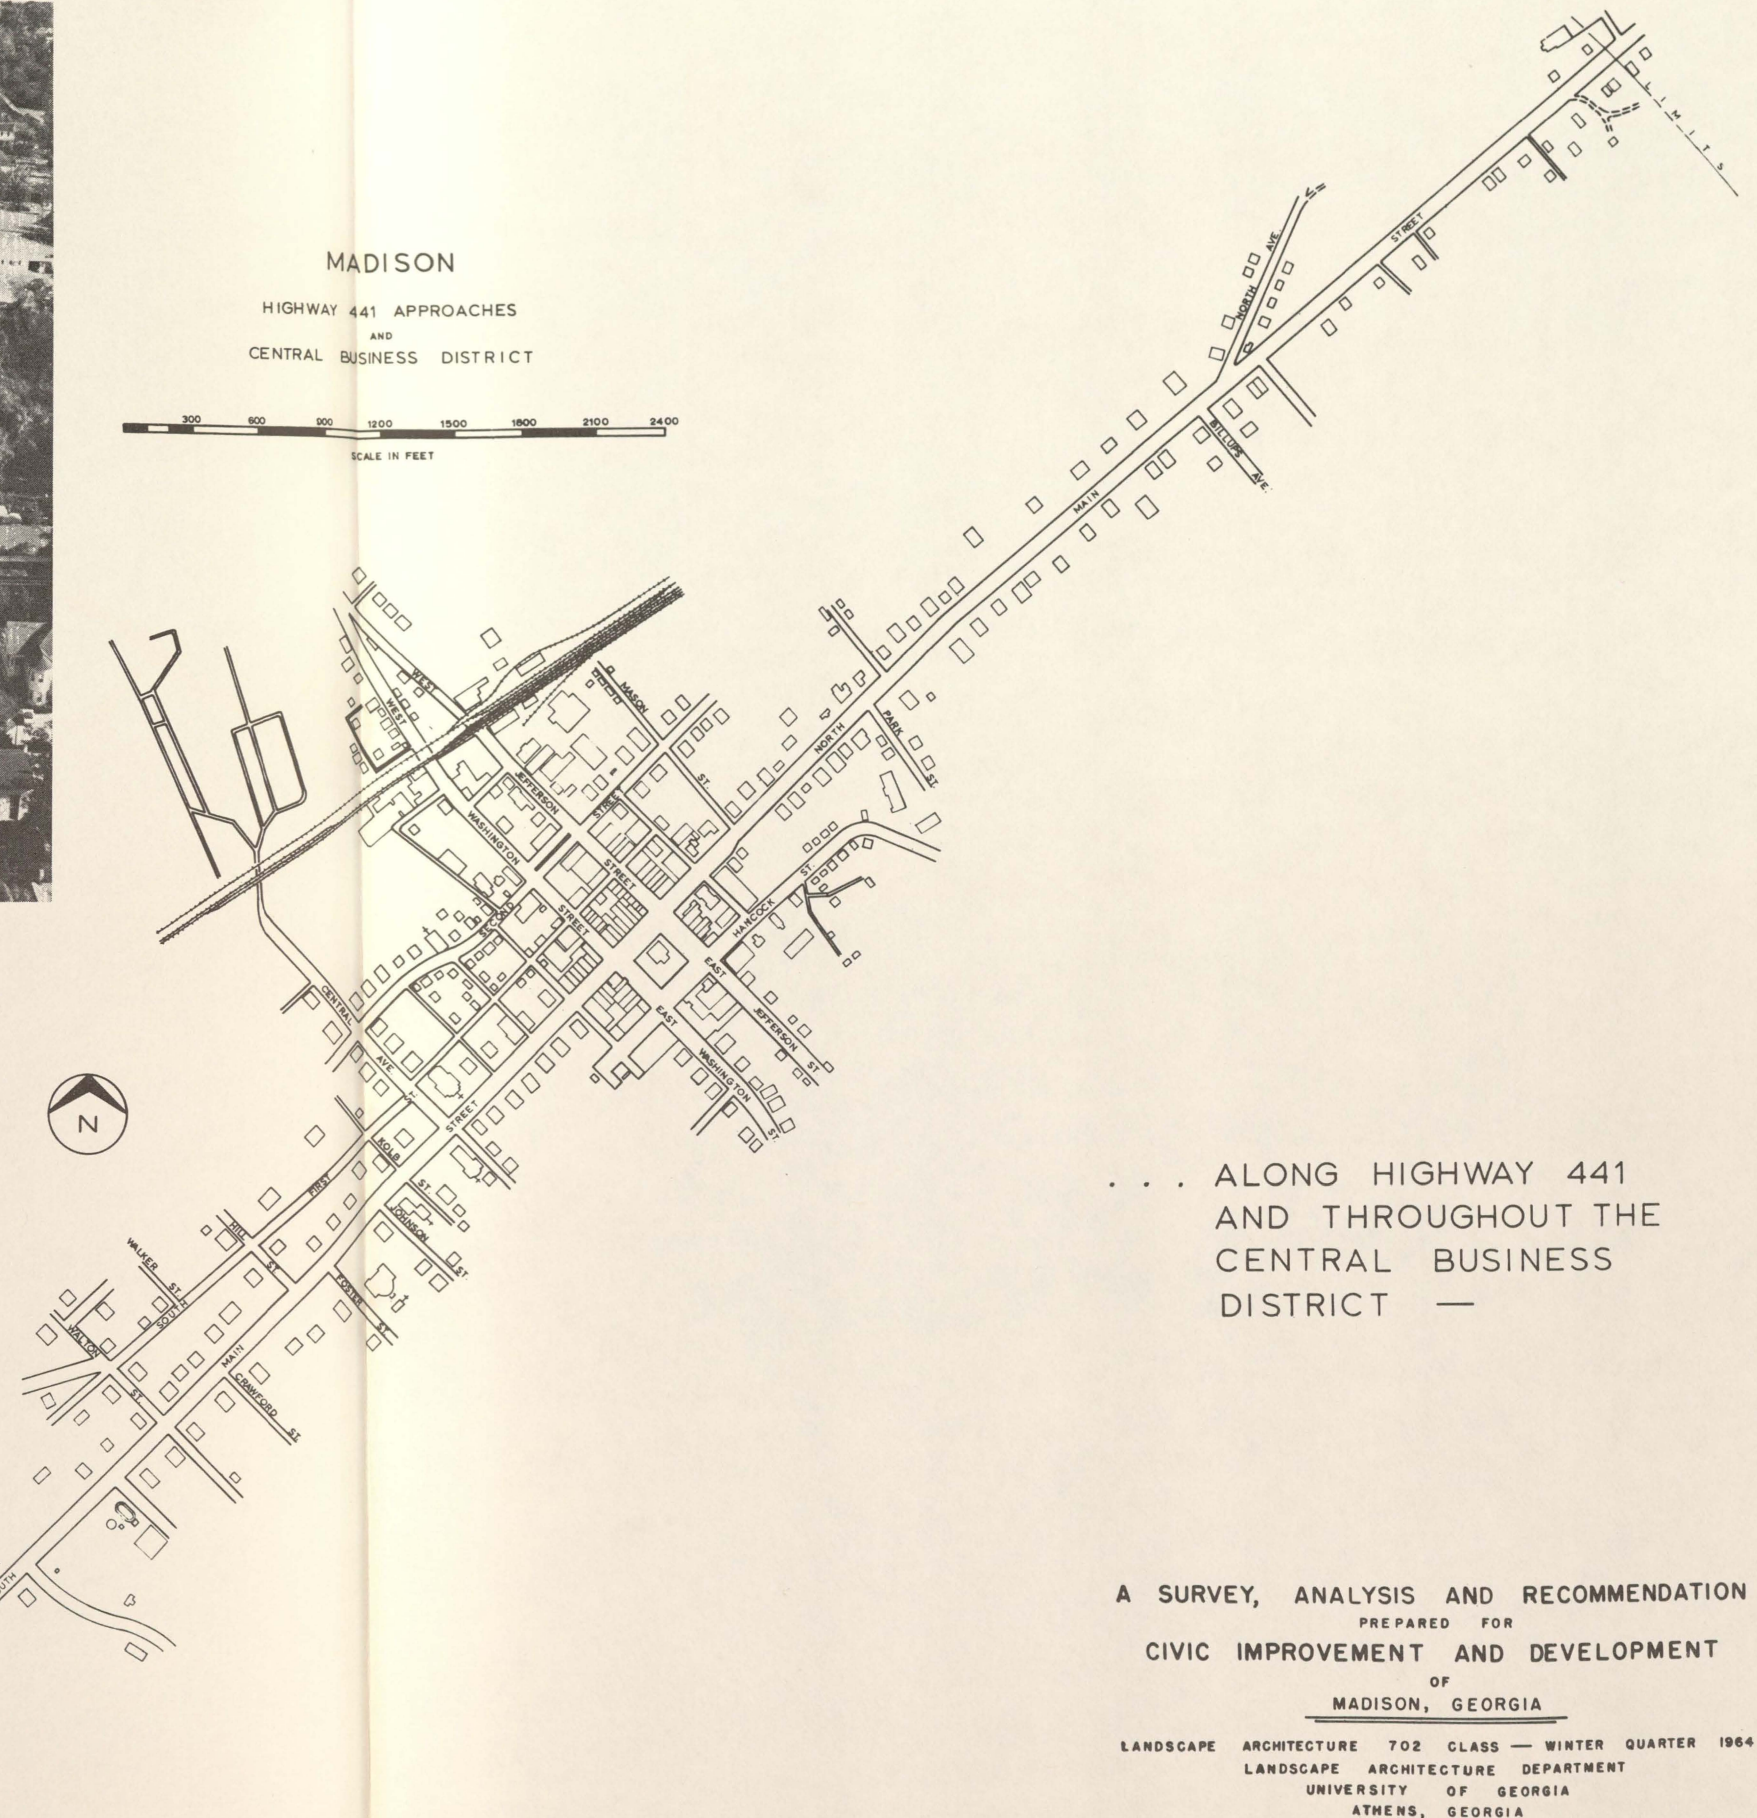 MADISON
HIGHWAY 441 APPROACHES
AND
CENTRAL BUSINESS DISTRICT
300 600 900 1200 1500 1800 2100 2400
SCALE IN FEET
LIMITS
STREET
NORTH AVE.
BILLUPS AVE.
MAIN
NORTH
PARK ST.
MASON
ST.
WEST
WEST
JEFFERSON
STREET
WASHINGTON
STREET
STREET
SECOND
HANCOCK ST.
EAST
JEFFERSON ST
EAST
WASHINGTON
ST.
CENTRAL
AVE
N
STREET
ST.
KOLB
ST.
FIRST
JOHNSON
ST.
HILL
ST
WALKER ST.
SOUTH
FOSTER
ST
WALTON
ST.
MAIN
CRAWFORD ST.
. . . ALONG HIGHWAY 441
AND THROUGHOUT THE
CENTRAL BUSINESS
DISTRICT —
A SURVEY, ANALYSIS AND RECOMMENDATION
PREPARED FOR
CIVIC IMPROVEMENT AND DEVELOPMENT
OF
MADISON, GEORGIA
LANDSCAPE ARCHITECTURE 702 CLASS — WINTER QUARTER 1964
LANDSCAPE ARCHITECTURE DEPARTMENT
UNIVERSITY OF GEORGIA
ATHENS, GEORGIA